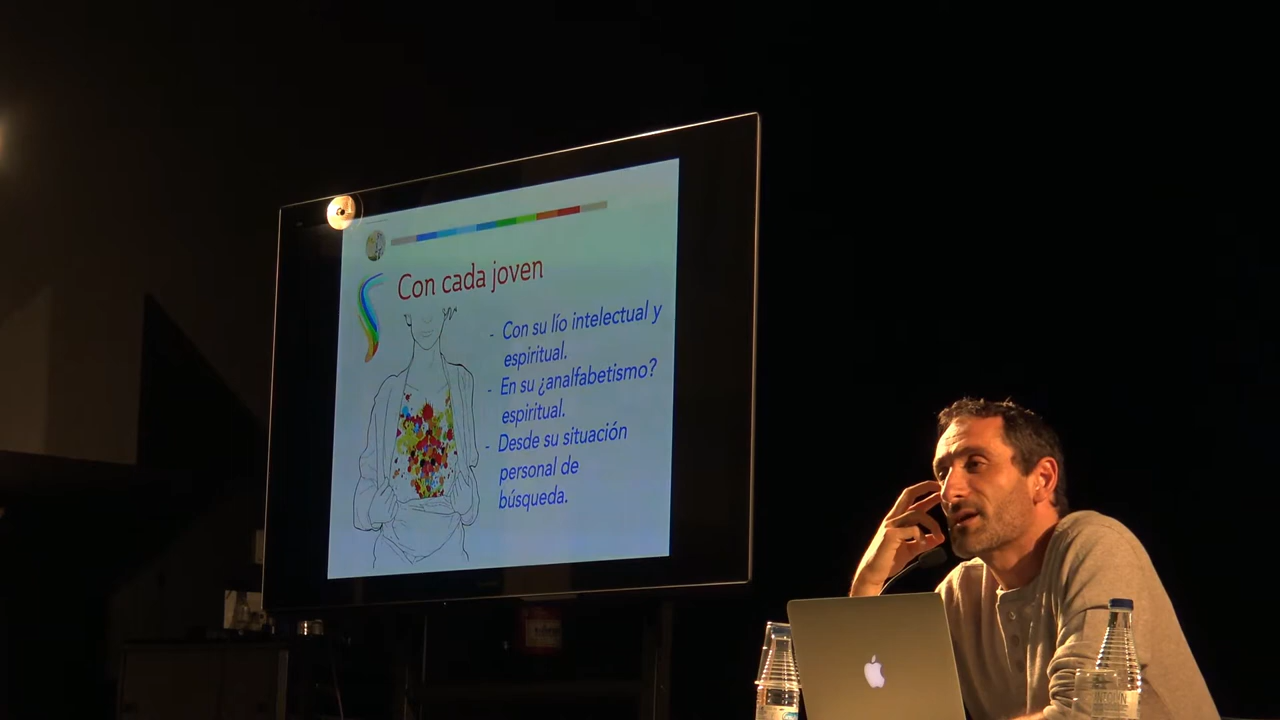 Con cada joven
- Con su lío intelectual y
espiritual.
- En su ¿analfabetismo?
espiritual.
- Desde su situación
personal de
búsqueda.